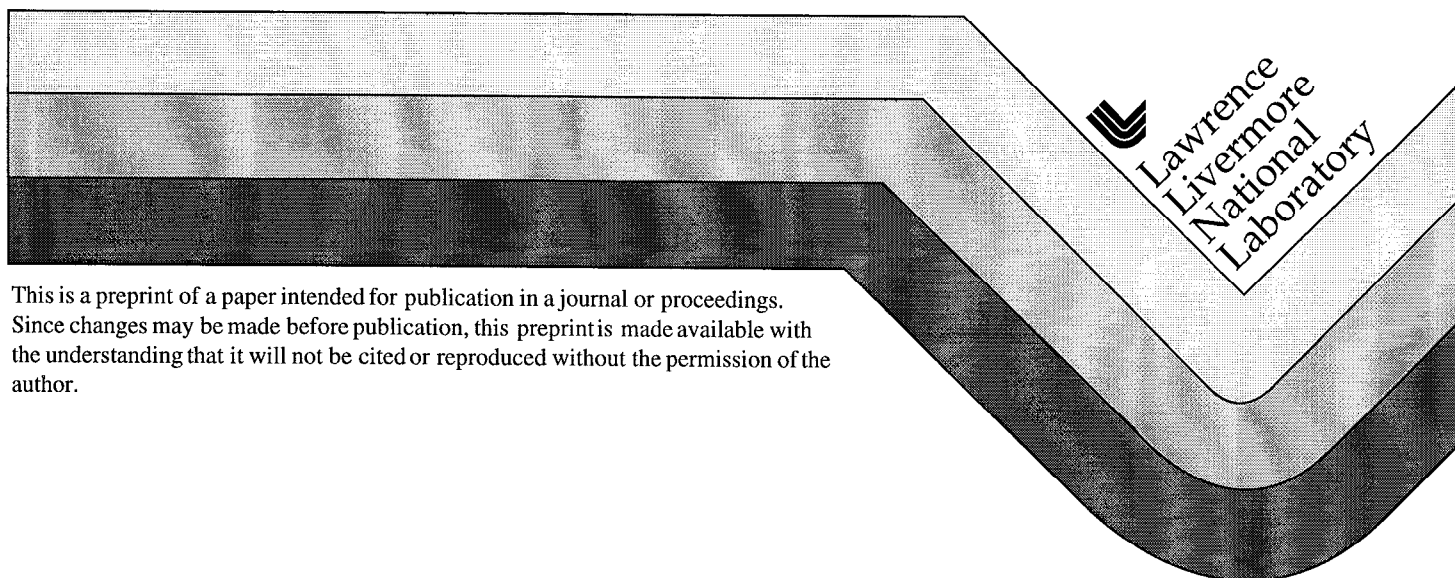 Lawrence
Livermore
National
Laboratory
This is a preprint of a paper intended for publication in a journal or proceedings.
Since changes may be made before publication, this preprint is made available with
the understanding that it will not be cited or reproduced without the permission of the
author.